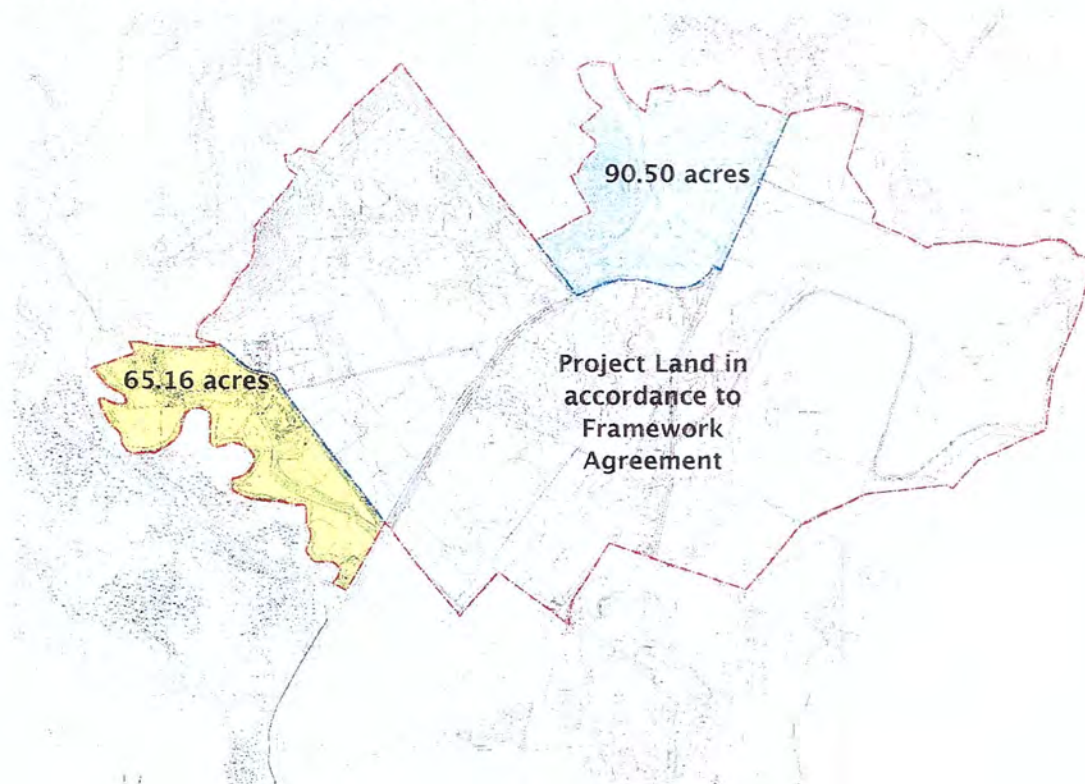 90.50 acres
65.16 acres
Project Land in
accordance to
Framework
Agreement